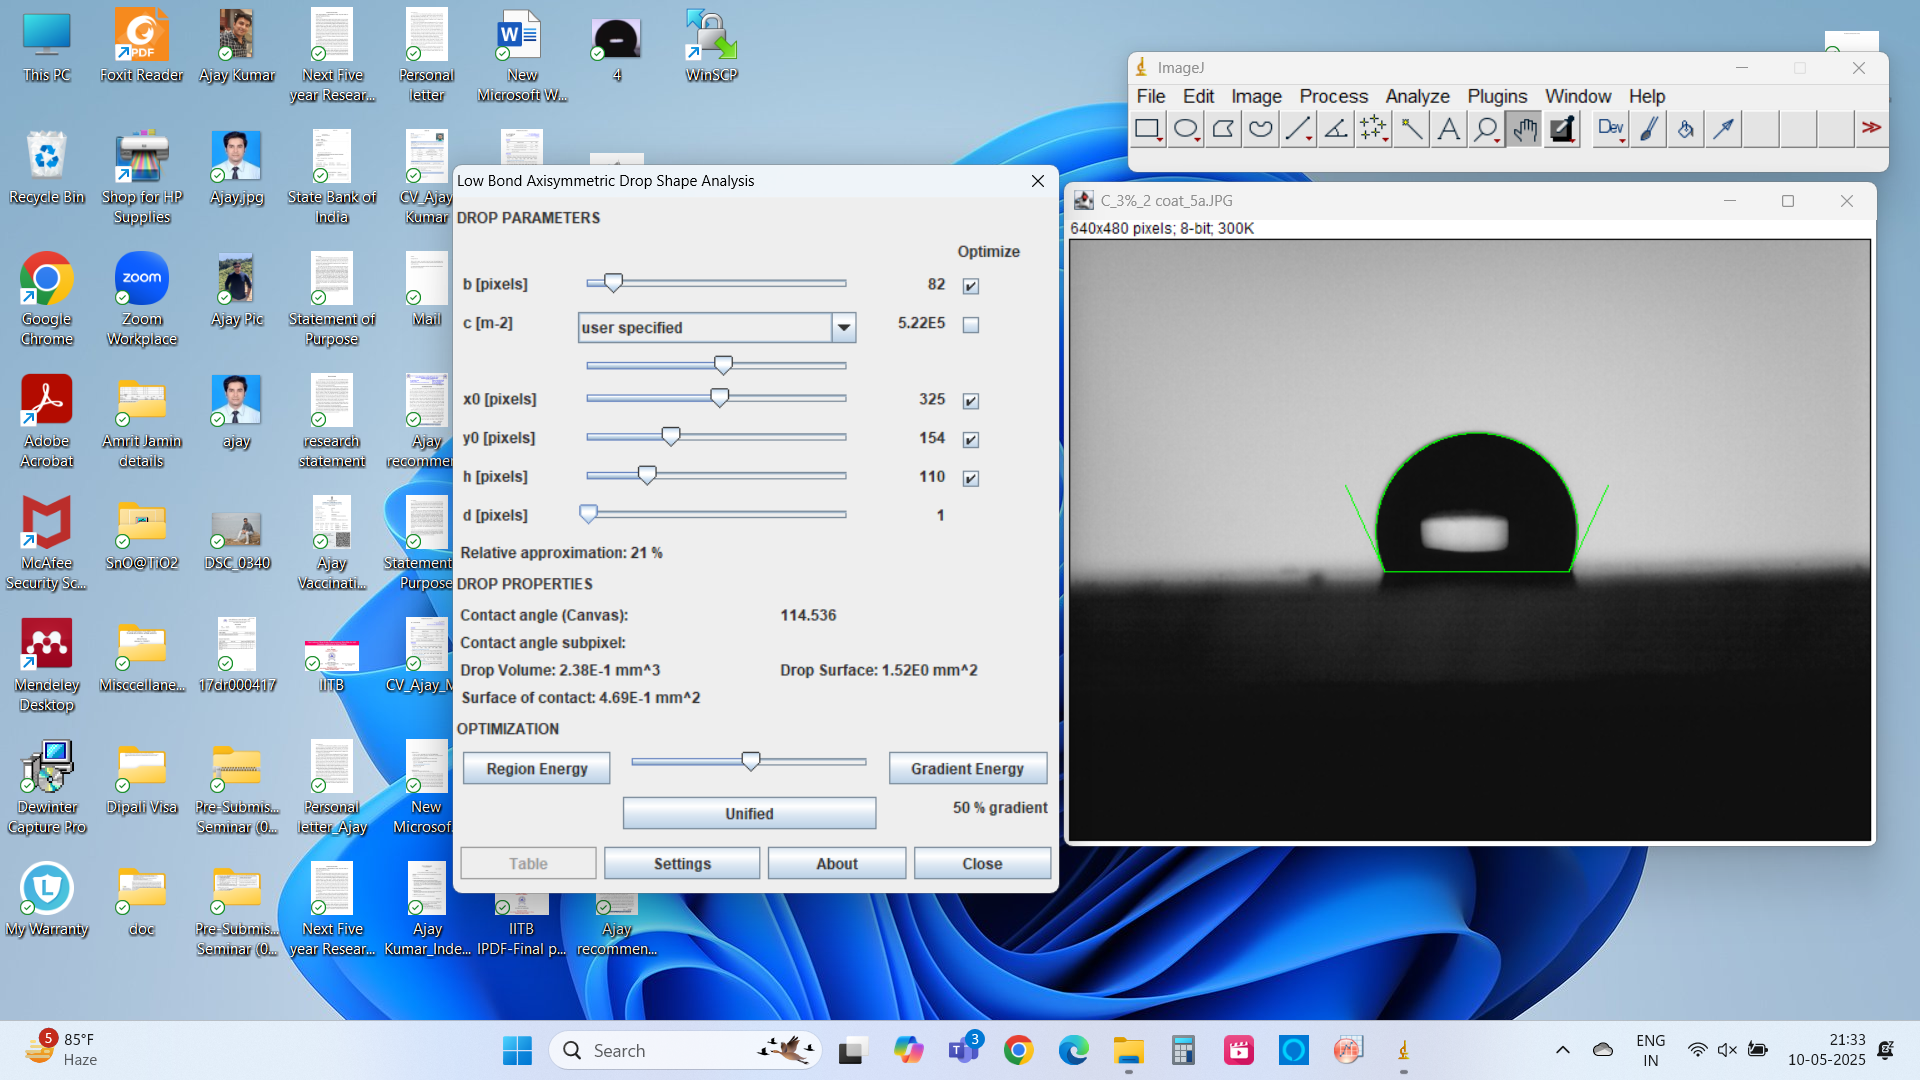 This PC
Foxit Reader
Ajay Kumar
Next Five
year Resear...
Personal
letter
New
Microsoft W...
4
WinSCP
Recycle Bin
Shop for HP
Supplies
Ajay.jpg
State Bank of
India
CV_Ajay
Kumar
Google
Chrome
zoom
Zoom
Workplace
Ajay Pic
Statement of
Purpose
Mail
Adobe
Acrobat
Amrit Jamin
details
ajay
research
statement
Ajay
recommen
McAfee
Security Sc...
SnO@TiO2
DSC_0340
Ajay
Vaccinati...
Statement
Purpose
Mendeley
Desktop
Misccellane...
17dr000417
IITB
CV_Ajay_M
Dewinter
Capture Pro
Dipali Visa
Pre-Submis...
Seminar (0...
Personal
letter_Ajay
New
Microsof.
My Warranty
doc
Pre-Submis...
Seminar (0...
Next Five
year Resear...
Ajay
Kumar_Inde...
IITB
IPDF-Final p...
Ajay
recommen...
Low Bond Axisymmetric Drop Shape Analysis
DROP PARAMETERS
Optimize
b [pixels] 82
c [m-2] user specified 5.22E5
x0 [pixels] 325
y0 [pixels] 154
h [pixels] 110
d [pixels] 1
Relative approximation: 21 %
DROP PROPERTIES
Contact angle (Canvas): 114.536
Contact angle subpixel:
Drop Volume: 2.38E-1 mm^3 Drop Surface: 1.52E0 mm^2
Surface of contact: 4.69E-1 mm^2
OPTIMIZATION
Region Energy Gradient Energy
Unified 50 % gradient
Table Settings About Close
ImageJ
File Edit Image Process Analyze Plugins Window Help
Dev
C_3%_2 coat_5a.JPG
640x480 pixels; 8-bit; 300K
5
85°F
Haze
Search
3
ENG
IN
21:33
10-05-2025